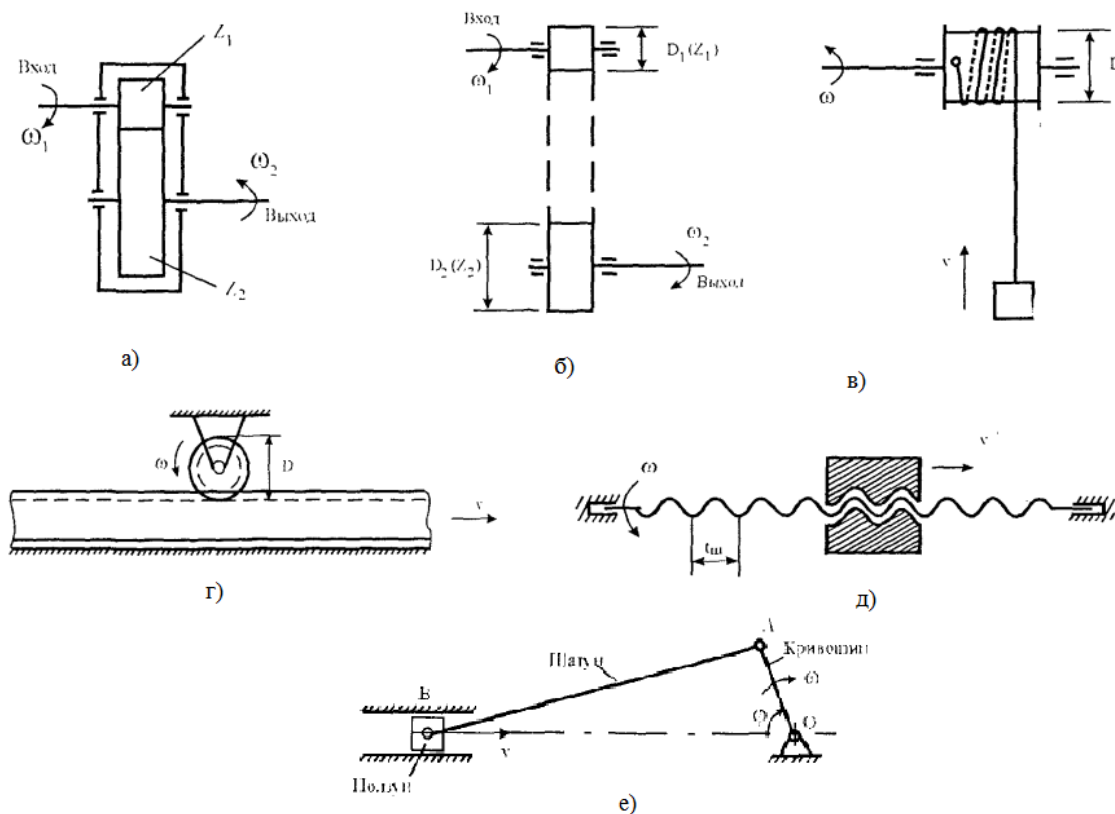 Z₁
Вход
ω₁
ω₂
Выход
Z₂
а)
Вход
ω₁
D₁(Z₁)
D₂(Z₂)
ω₂
Выход
б)
ω
D
v
в)
ω
D
v
г)
ω
v
tш
д)
A
Шатун
Кривошип
ω
B
φ
O
v
Ползун
е)